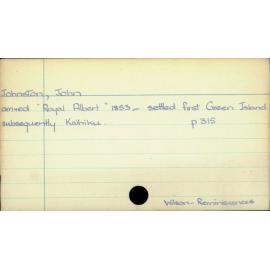 Johnston, John
arrived "Royal Albert" 1853 - settled first Green Island
subsequently Kaihiku. p 315
Wilson - Reminiscences